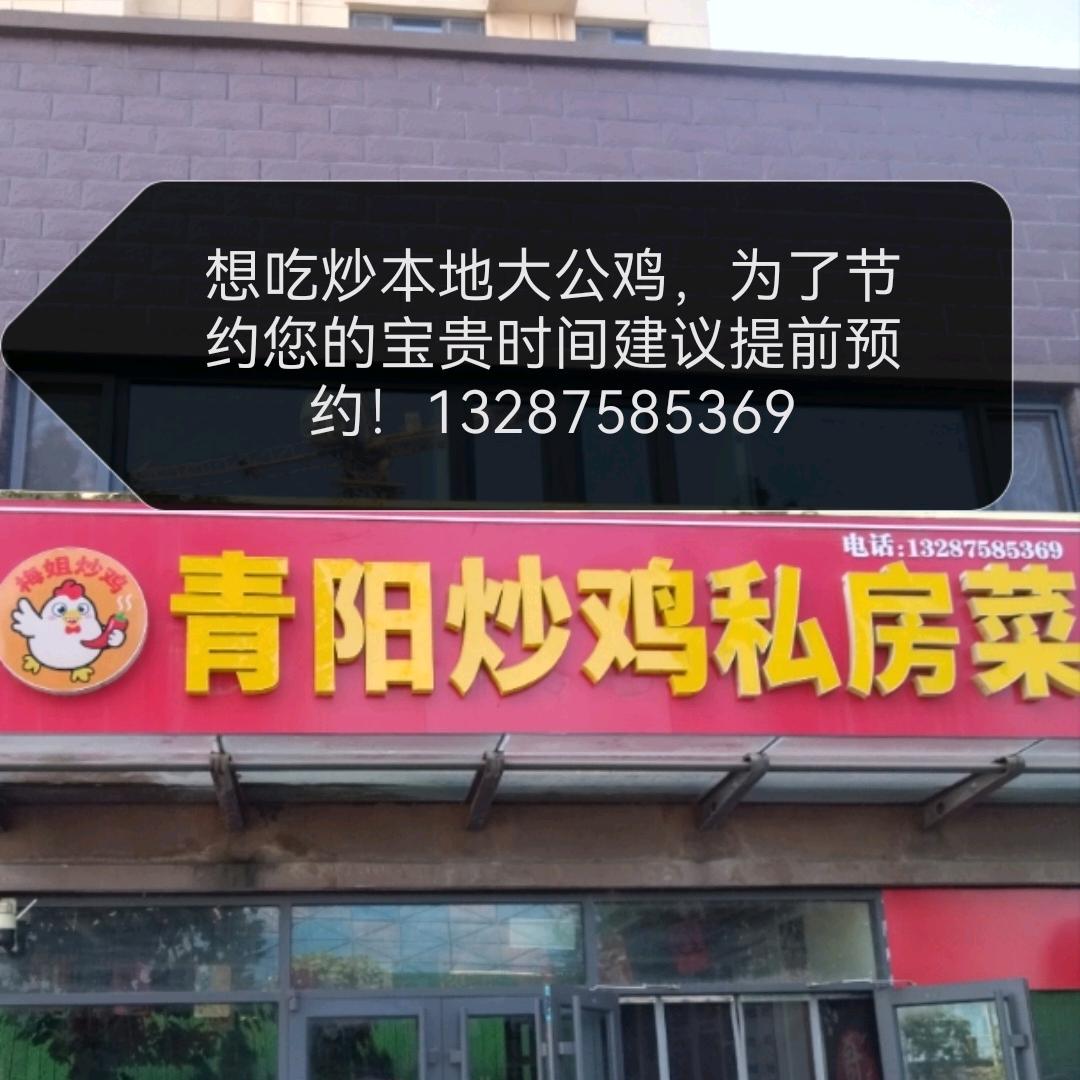 想吃炒本地大公鸡，为了节
约您的宝贵时间建议提前预
约！13287585369
电话:13287585369
梅姐炒鸡
青阳炒鸡私房菜